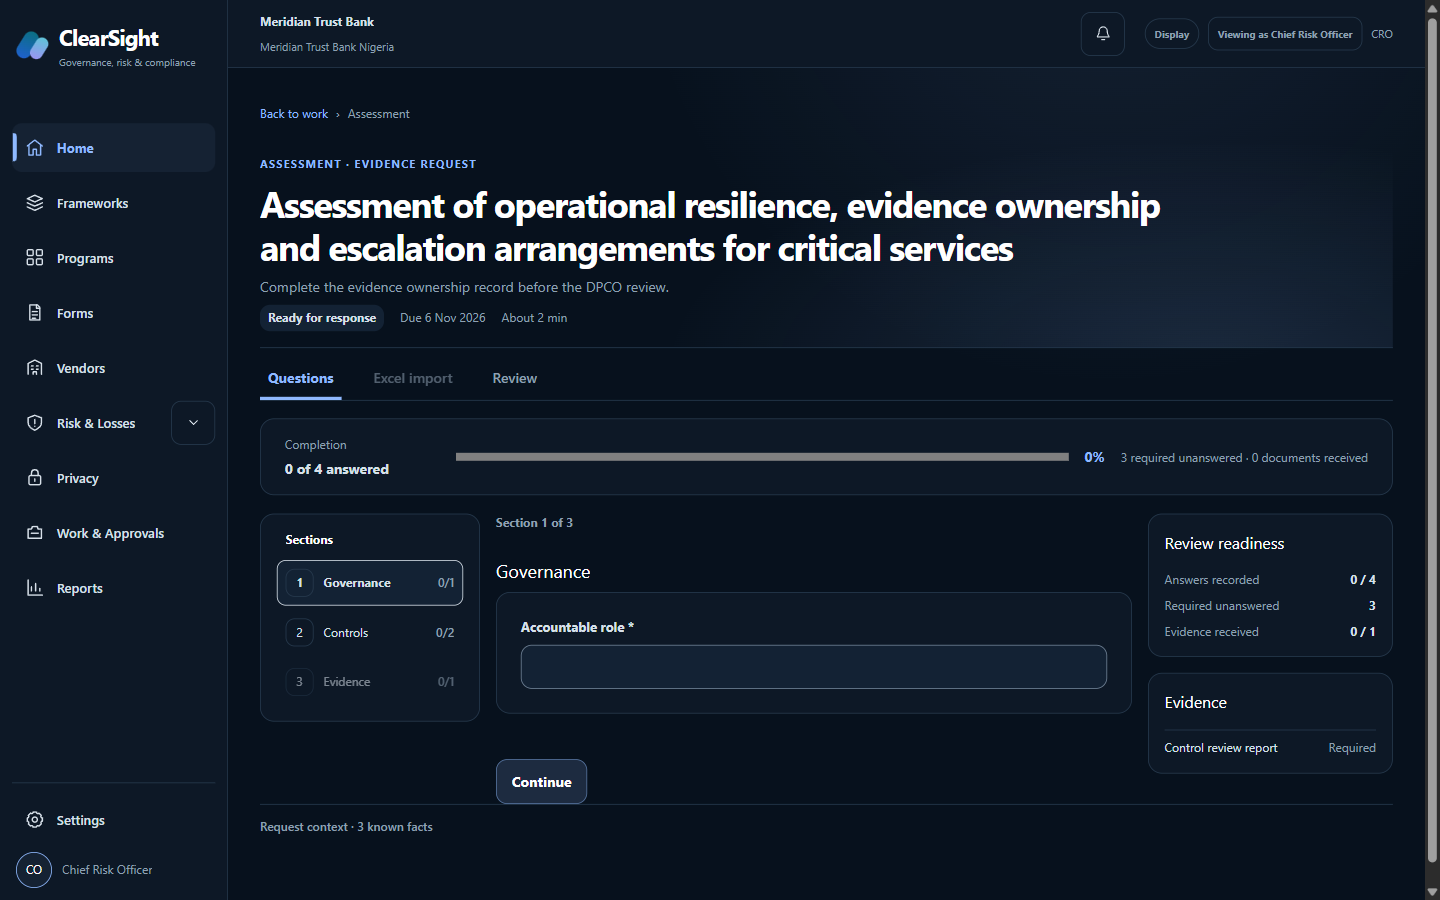 ClearSight
Governance, risk & compliance
Home
Frameworks
Programs
Forms
Vendors
Risk & Losses
Privacy
Work & Approvals
Reports
Settings
CO
Chief Risk Officer
Meridian Trust Bank
Meridian Trust Bank Nigeria
Display
Viewing as Chief Risk Officer
CRO
Back to work › Assessment
ASSESSMENT · EVIDENCE REQUEST
Assessment of operational resilience, evidence ownership
and escalation arrangements for critical services
Complete the evidence ownership record before the DPCO review.
Ready for response Due 6 Nov 2026 About 2 min
Questions Excel import Review
Completion
0 of 4 answered
0% 3 required unanswered · 0 documents received
Sections
1 Governance 0/1
2 Controls 0/2
3 Evidence 0/1
Section 1 of 3
Governance
Accountable role *
Continue
Review readiness
Answers recorded 0 / 4
Required unanswered 3
Evidence received 0 / 1
Evidence
Control review report Required
Request context · 3 known facts